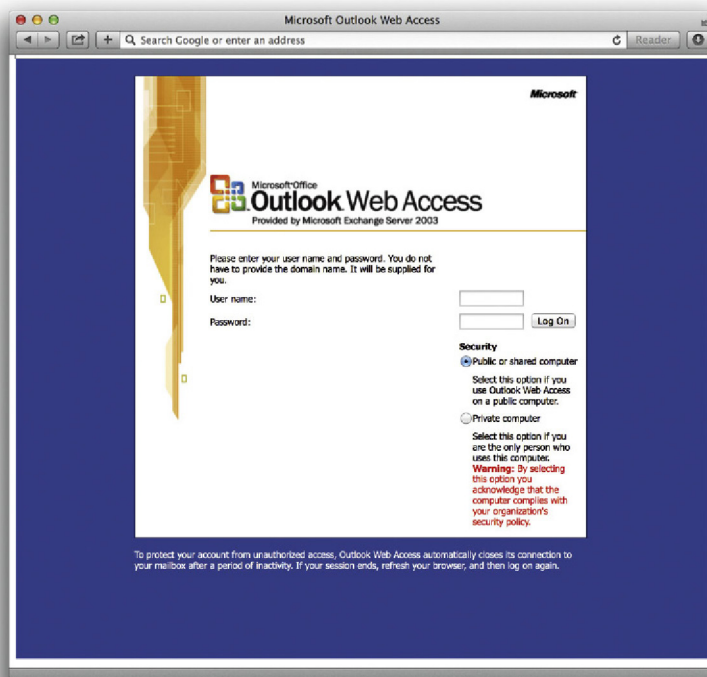 Microsoft Outlook Web Access
Search Google or enter an address
Reader
Microsoft
Microsoft Office
Outlook Web Access
Provided by Microsoft Exchange Server 2003
Please enter your user name and password. You do not
have to provide the domain name. It will be supplied for
you.
User name:
Password:
Log On
Security
Public or shared computer
Select this option if you
use Outlook Web Access
on a public computer.
Private computer
Select this option if you
are the only person who
uses this computer.
Warning: By selecting
this option you
acknowledge that the
computer complies with
your organization's
security policy.
To protect your account from unauthorized access, Outlook Web Access automatically closes its connection to
your mailbox after a period of inactivity. If your session ends, refresh your browser, and then log on again.